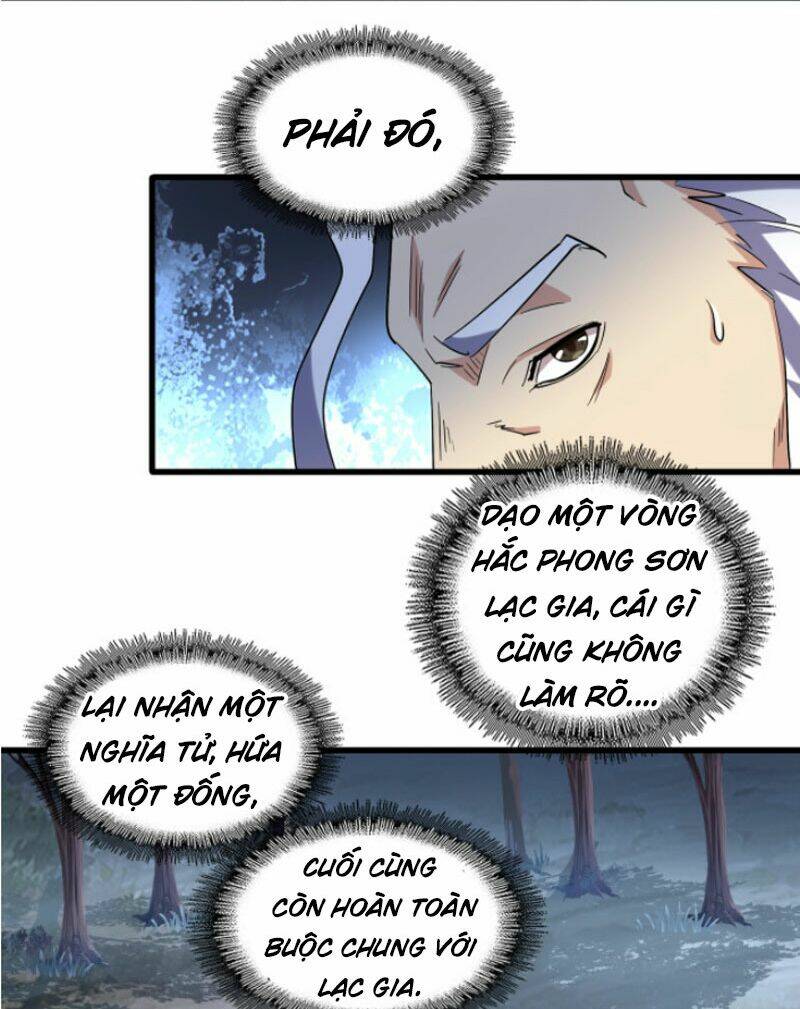 PHẢI ĐÓ,
DẠO MỘT VÒNG
HẮC PHONG SƠN
LẠC GIA, CÁI GÌ
CŨNG KHÔNG
LÀM RÕ....
LẠI NHẬN MỘT
NGHĨA TỬ, HỨA
MỘT ĐỐNG,
CUỐI CÙNG
CÒN HOÀN TOÀN
BUỘC CHUNG VỚI
LẠC GIA.